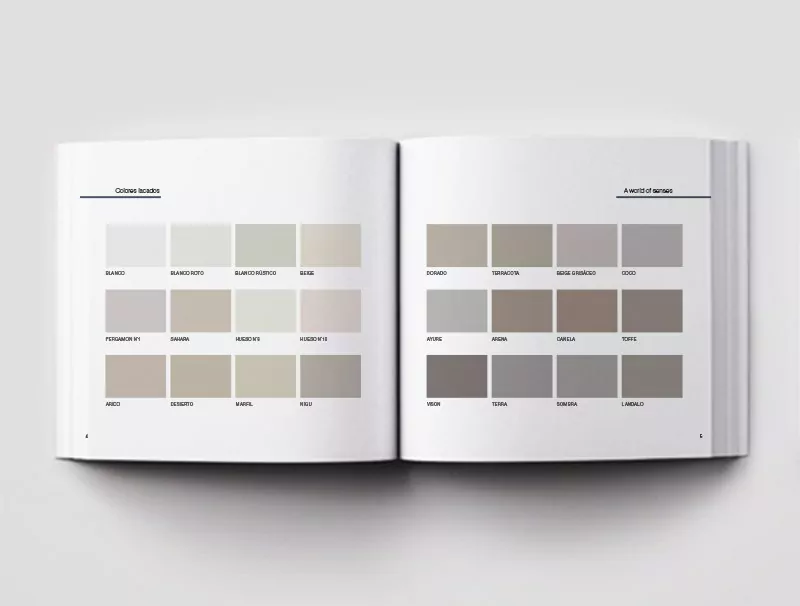 Colores lacados
BLANCO
BLANCO ROTO
BLANCO RÚSTICO
BEIGE
PERGAMON Nº1
SAHARA
HUESO Nº5
HUESO Nº10
ARCO
DESIERTO
MARFIL
NIGU
4
A world of senses
DORADO
TERRACOTA
BEIGE GRISÁCEO
COCO
AYURE
ARENA
CANELA
TOFFE
VISON
TERRA
SOMBRA
LANDALO
5